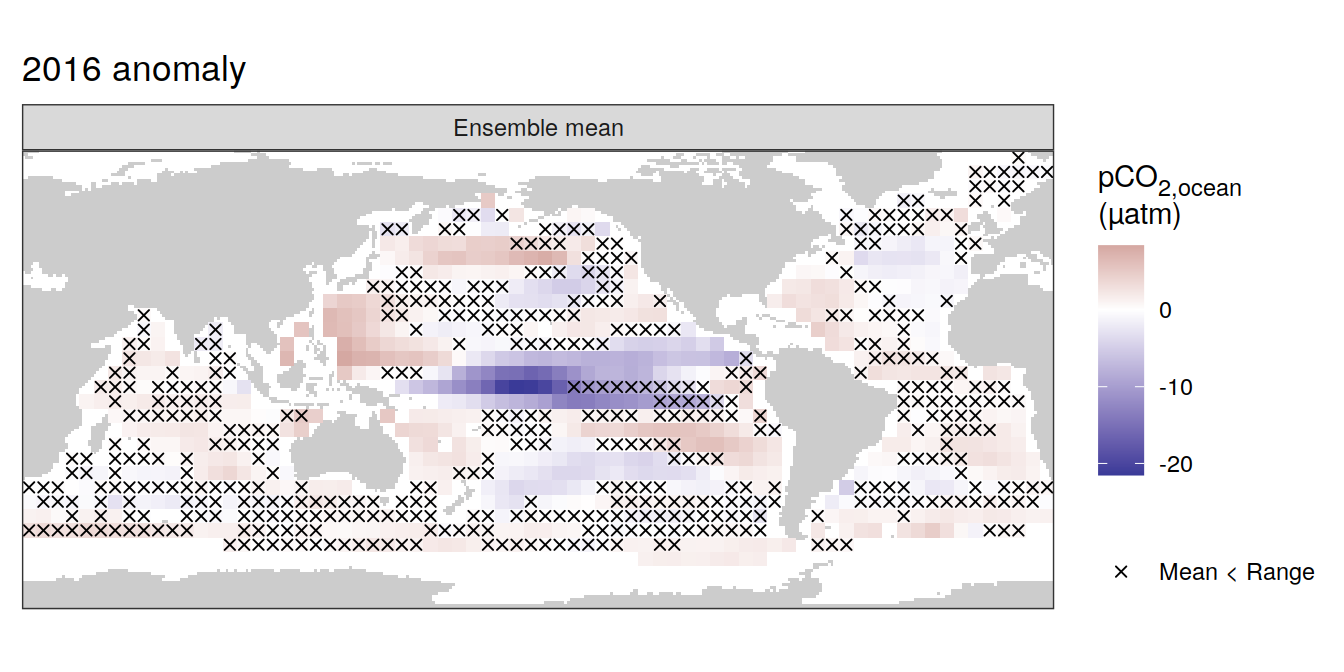 2016 anomaly
Ensemble mean
pCO2,ocean
(µatm)
0
-10
-20
Mean < Range